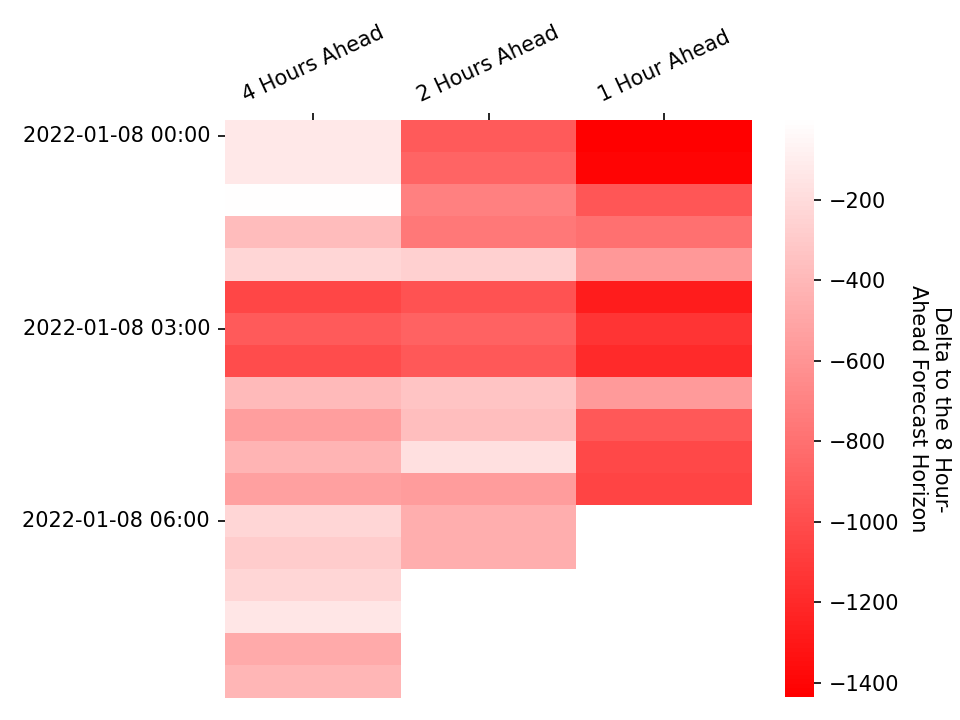 4 Hours Ahead
2 Hours Ahead
1 Hour Ahead
2022-01-08 00:00
2022-01-08 03:00
2022-01-08 06:00
−200
−400
−600
−800
−1000
−1200
−1400
Delta to the 8 Hour-
Ahead Forecast Horizon